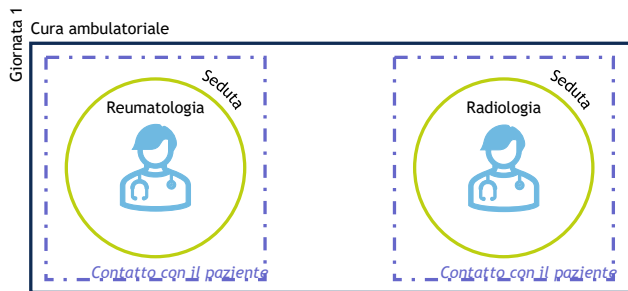 Giornata 1
Cura ambulatoriale
Seduta
Reumatologia
Contatto con il paziente
Seduta
Radiologia
Contatto con il paziente